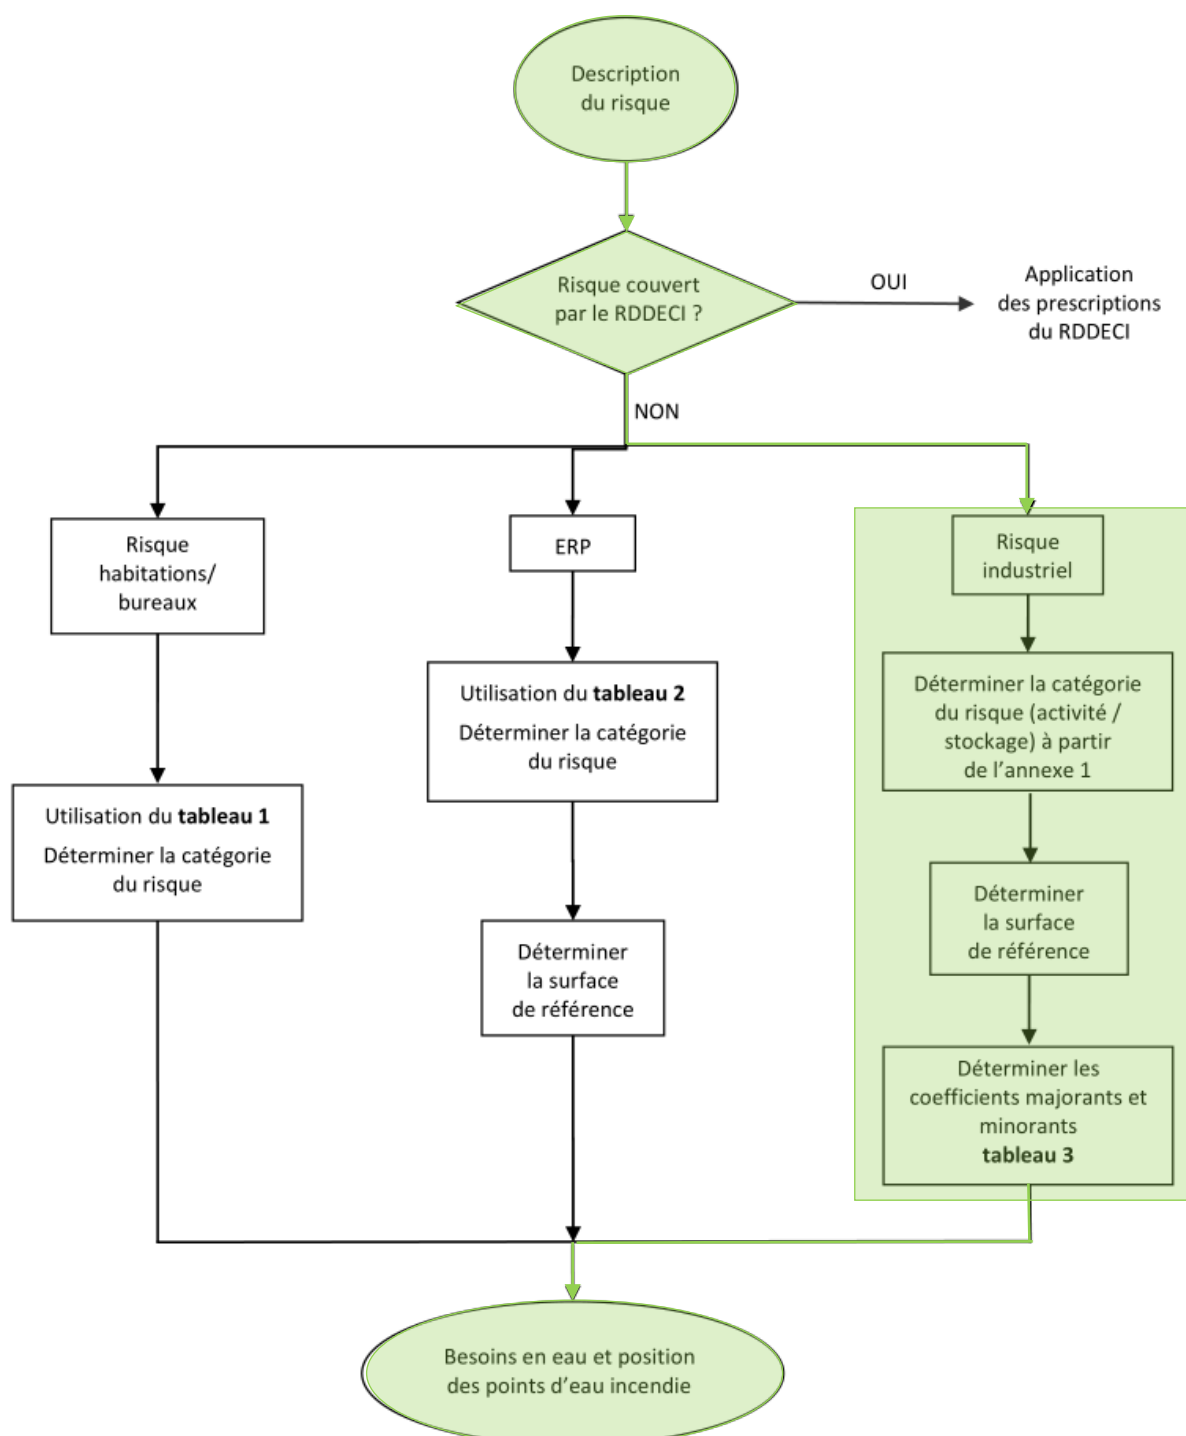 Description
du risque
Risque couvert
par le RDDECI ?
OUI
Application
des prescriptions
du RDDECI
NON
Risque
habitations/
bureaux
Utilisation du tableau 1
Déterminer la catégorie
du risque
ERP
Utilisation du tableau 2
Déterminer la catégorie
du risque
Déterminer
la surface
de référence
Risque
industriel
Déterminer la catégorie
du risque (activité /
stockage) à partir
de l’annexe 1
Déterminer
la surface
de référence
Déterminer les
coefficients majorants et
minorants
tableau 3
Besoins en eau et position
des points d’eau incendie